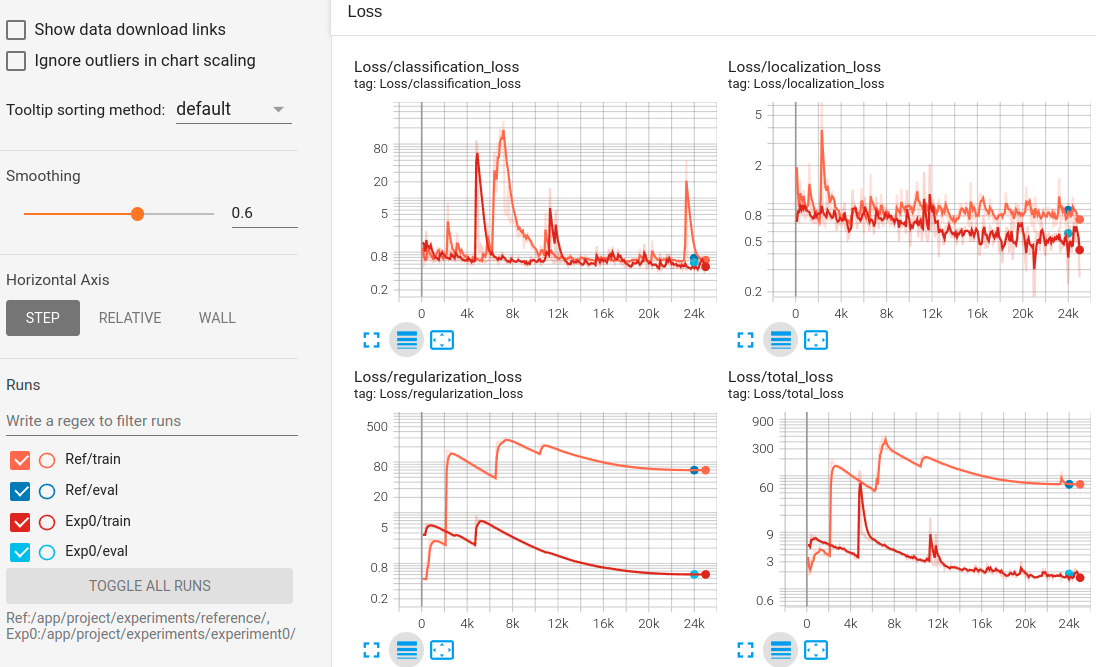 Show data download links
Ignore outliers in chart scaling
Tooltip sorting method: default
Smoothing
0.6
Horizontal Axis
STEP RELATIVE WALL
Runs
Write a regex to filter runs
Ref/train
Ref/eval
Exp0/train
Exp0/eval
TOGGLE ALL RUNS
Ref:/app/project/experiments/reference/,
Exp0:/app/project/experiments/experiment0/
Loss
Loss/classification_loss
tag: Loss/classification_loss
80
20
5
0.8
0.2
0 4k 8k 12k 16k 20k 24k
Loss/localization_loss
tag: Loss/localization_loss
5
2
0.8
0.5
0.2
0 4k 8k 12k 16k 20k 24k
Loss/regularization_loss
tag: Loss/regularization_loss
500
80
20
5
0.8
0.2
0 4k 8k 12k 16k 20k 24k
Loss/total_loss
tag: Loss/total_loss
900
300
60
9
3
0.6
0 4k 8k 12k 16k 20k 24k